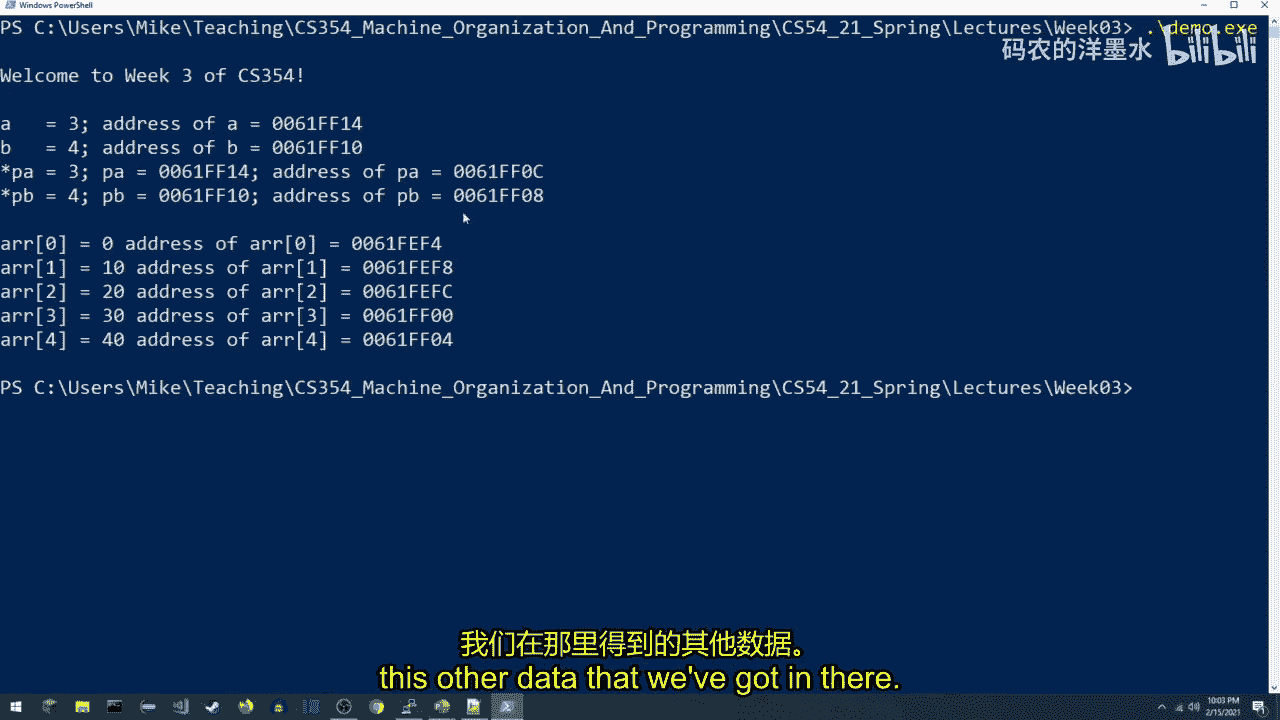 Windows PowerShell
PS C:\Users\Mike\Teaching\CS354_Machine_Organization_And_Programming\CS54_21_Spring\Lectures\Week03> .\demo.exe
码农的洋墨水 bilibili
Welcome to Week 3 of CS354!
a   = 3; address of a = 0061FF14
b   = 4; address of b = 0061FF10
*pa = 3; pa = 0061FF14; address of pa = 0061FF0C
*pb = 4; pb = 0061FF10; address of pb = 0061FF08
arr[0] = 0 address of arr[0] = 0061FEF4
arr[1] = 10 address of arr[1] = 0061FEF8
arr[2] = 20 address of arr[2] = 0061FEFC
arr[3] = 30 address of arr[3] = 0061FF00
arr[4] = 40 address of arr[4] = 0061FF04
PS C:\Users\Mike\Teaching\CS354_Machine_Organization_And_Programming\CS54_21_Spring\Lectures\Week03>
我们在那里得到的其他数据。
this other data that we've got in there.
10:03 PM
2/15/2021